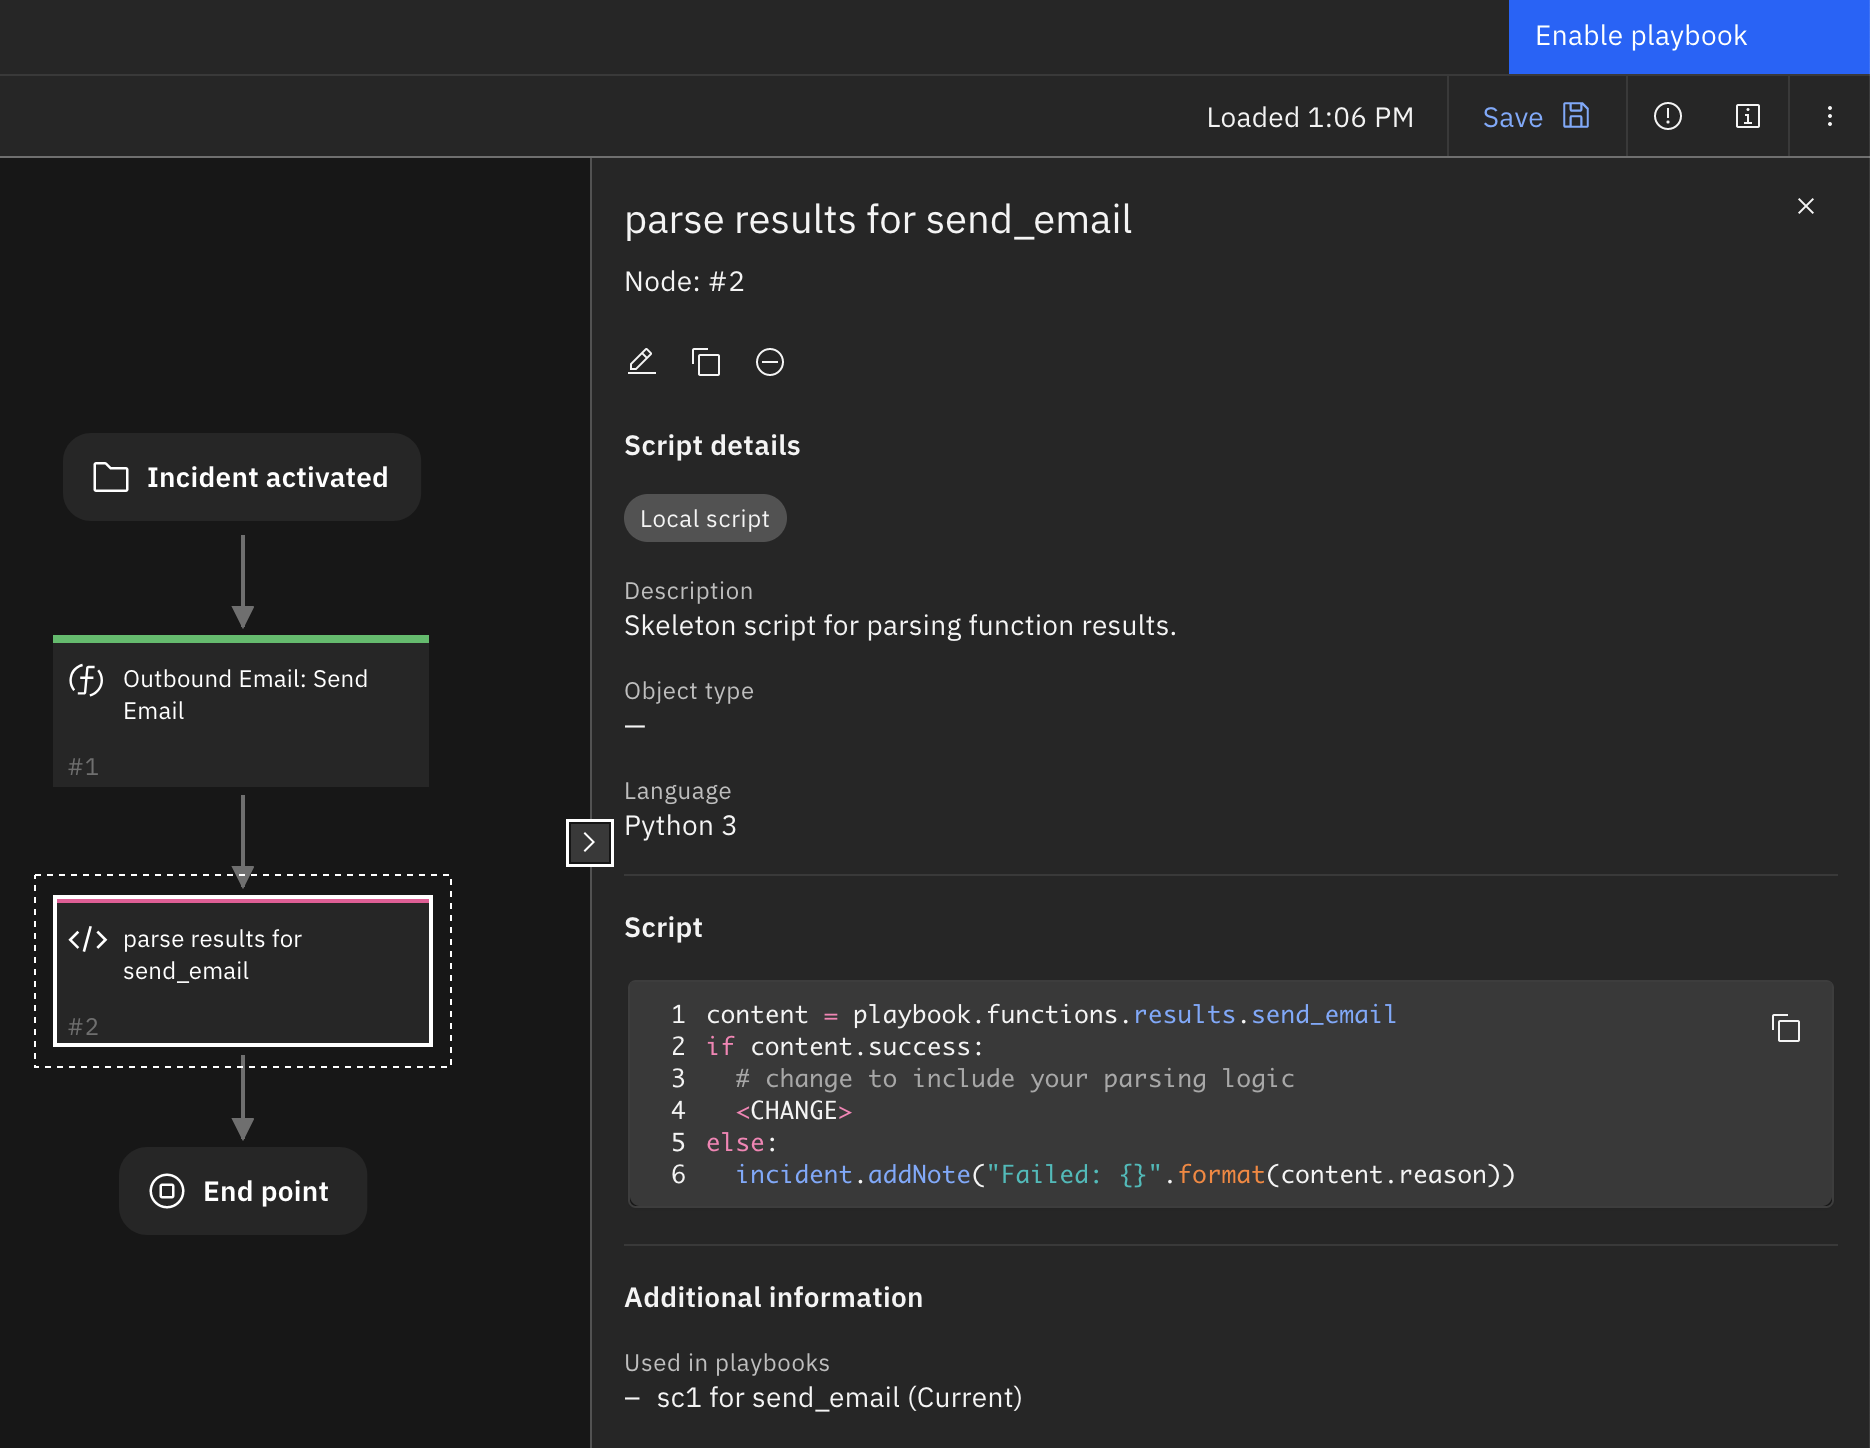 Enable playbook
Loaded 1:06 PM
Save
Incident activated
Outbound Email: Send
Email
#1
parse results for
send_email
#2
End point
parse results for send_email
Node: #2
Script details
Local script
Description
Skeleton script for parsing function results.
Object type
—
Language
Python 3
Script
1 content = playbook.functions.results.send_email
2 if content.success:
3   # change to include your parsing logic
4   <CHANGE>
5 else:
6   incident.addNote("Failed: {}".format(content.reason))
Additional information
Used in playbooks
– sc1 for send_email (Current)